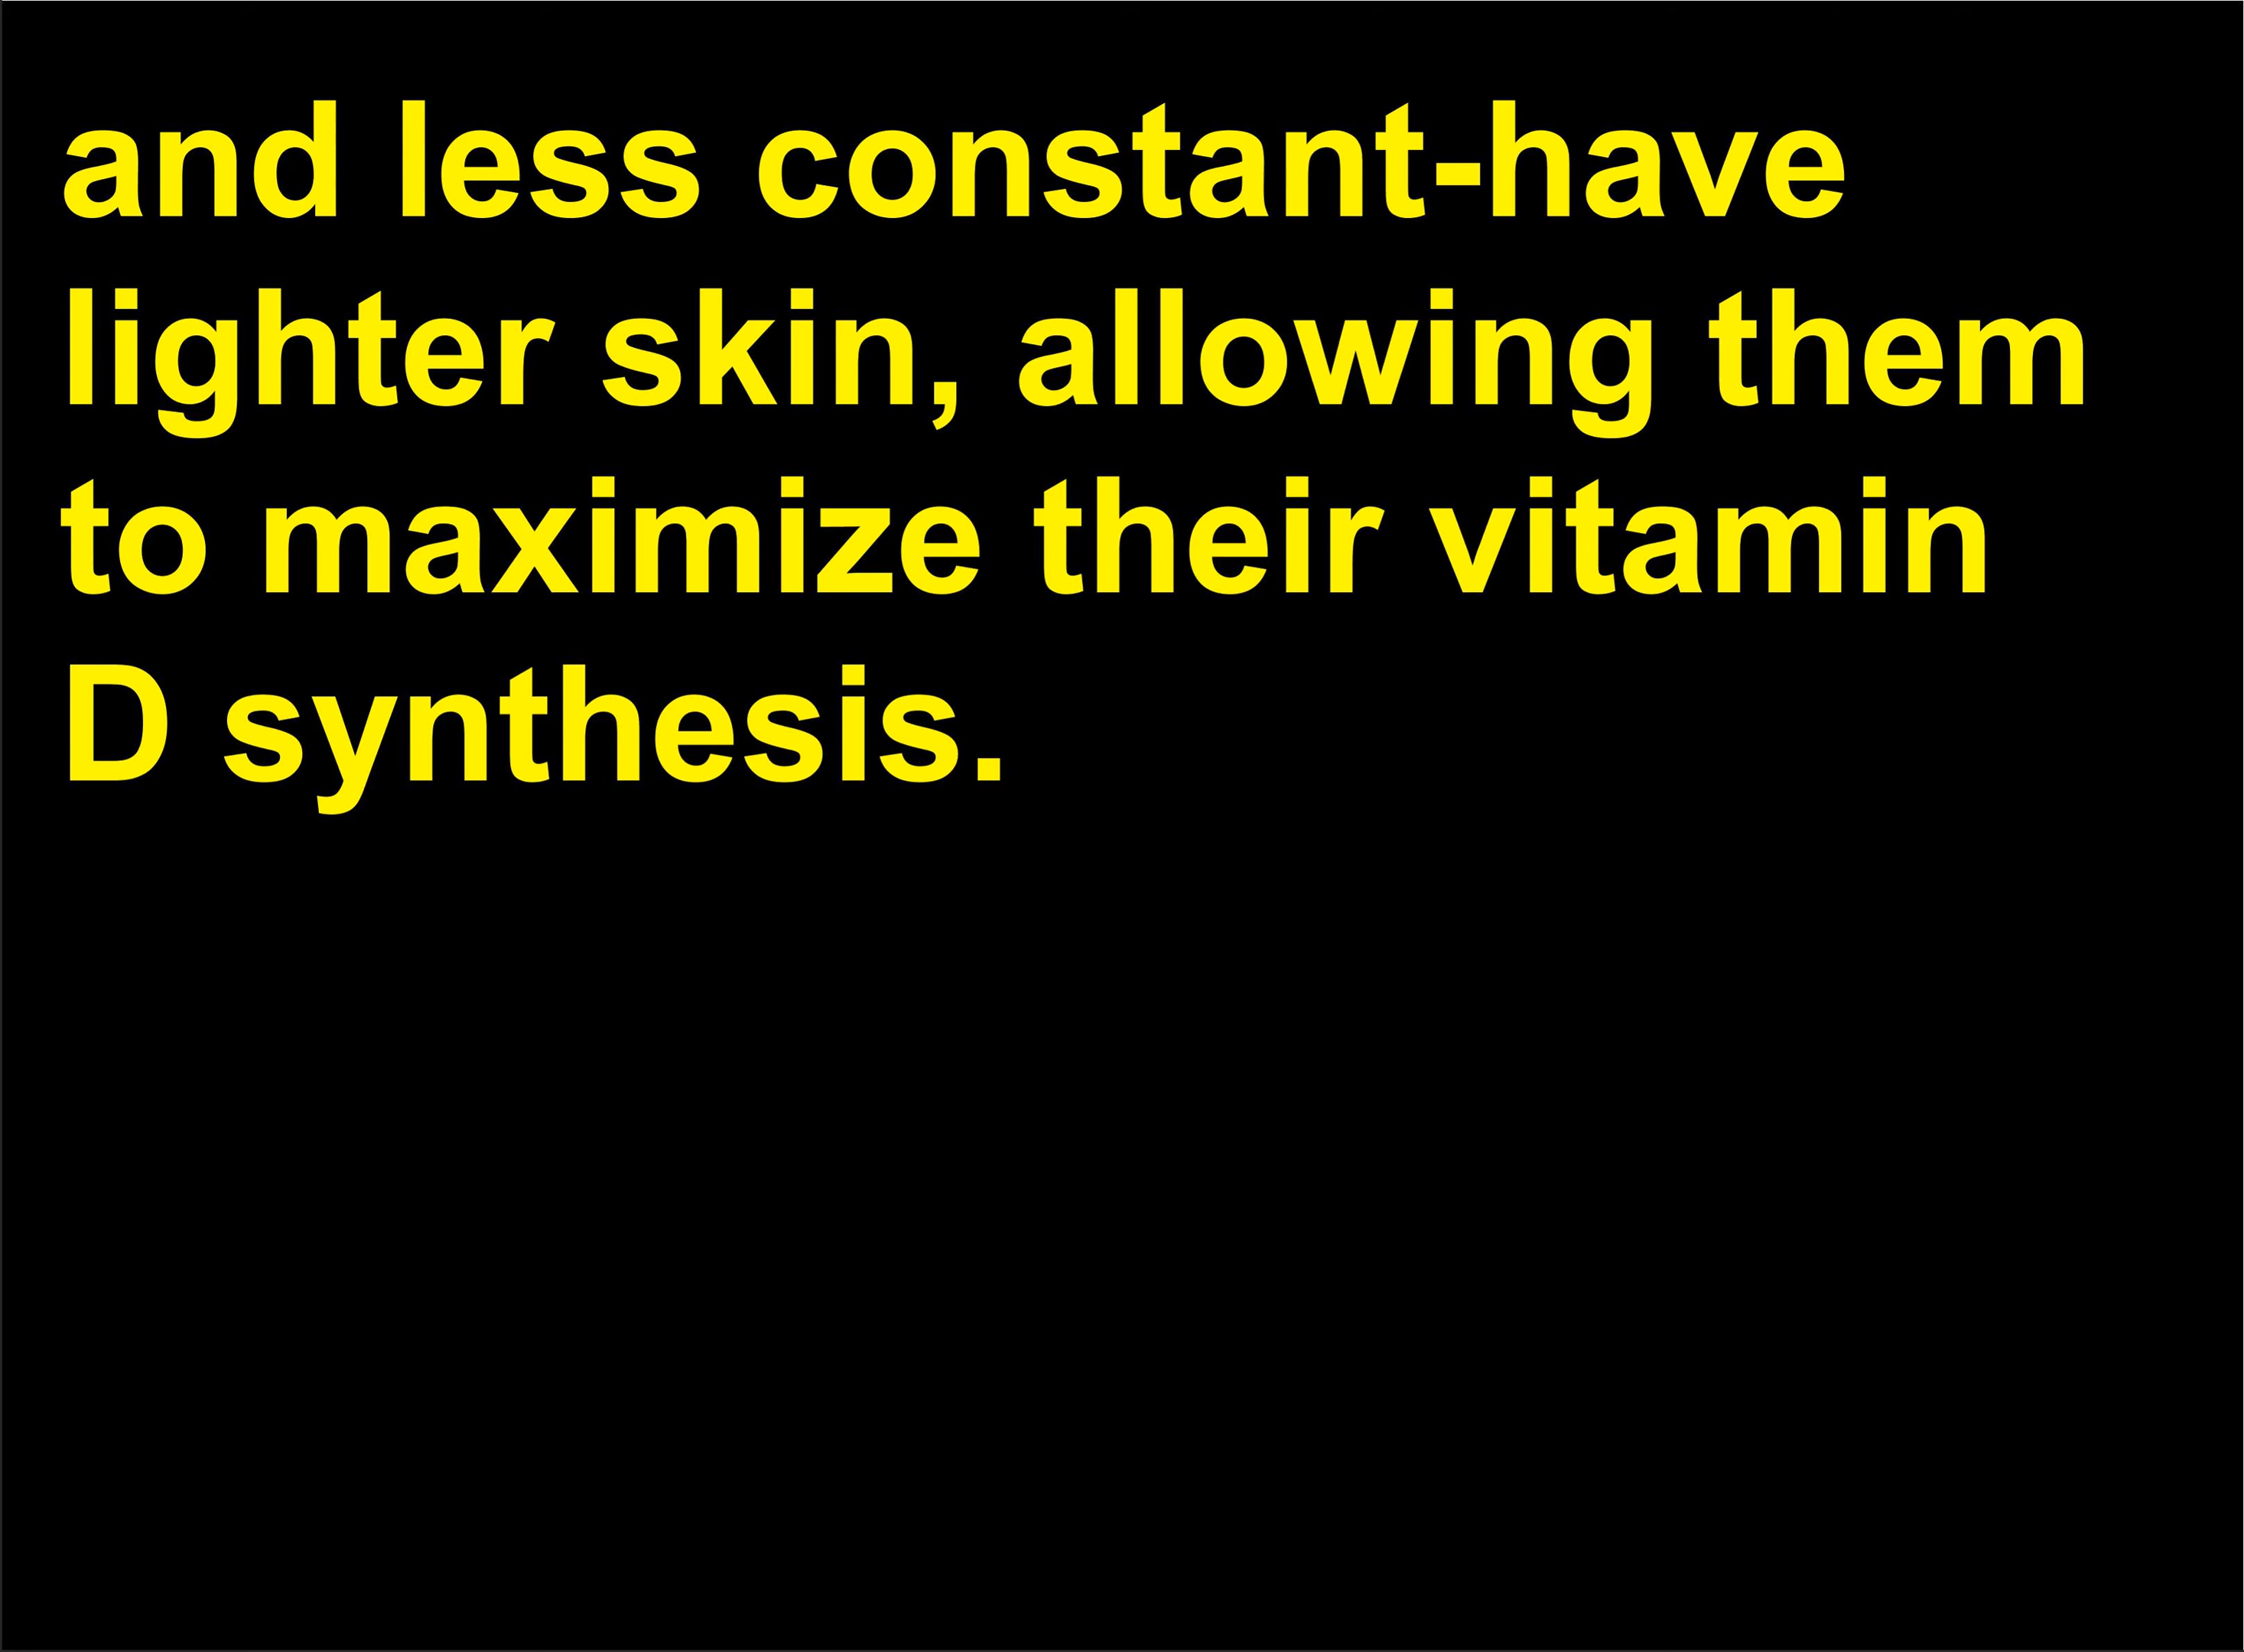 and less constant-have
lighter skin, allowing them
to maximize their vitamin
D synthesis.